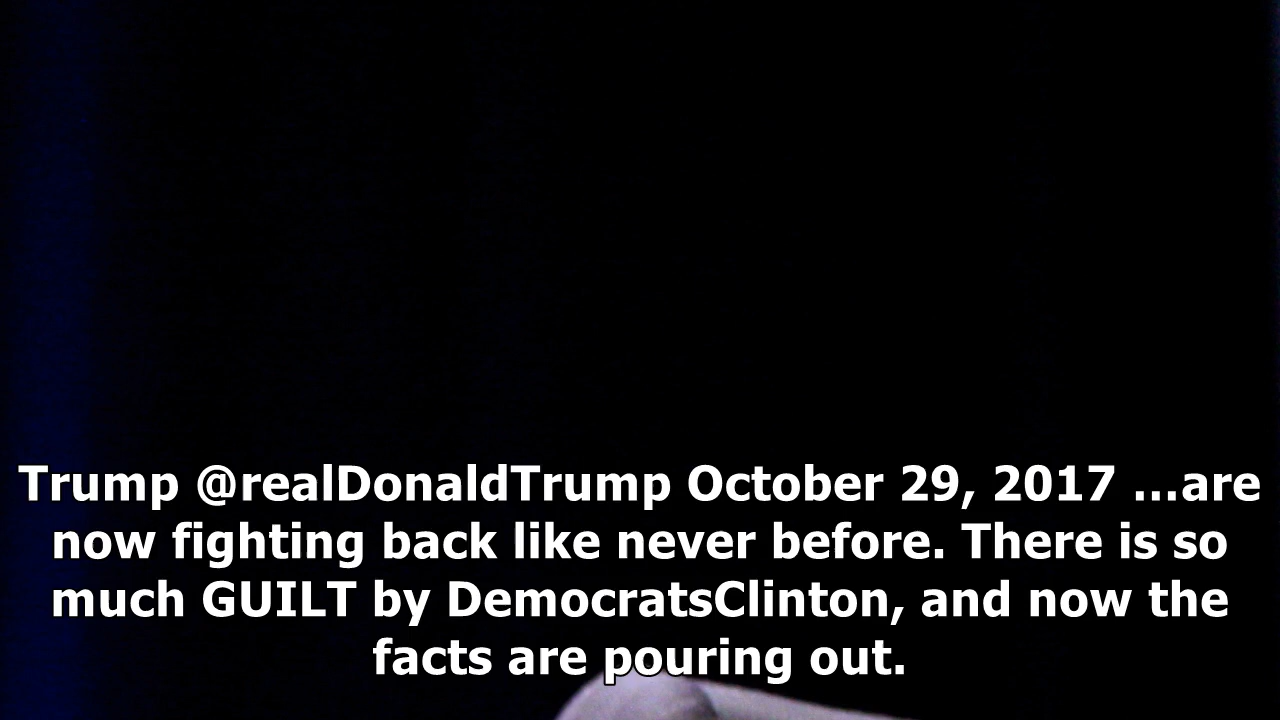 Trump @realDonaldTrump October 29, 2017 ...are
now fighting back like never before. There is so
much GUILT by DemocratsClinton, and now the
facts are pouring out.